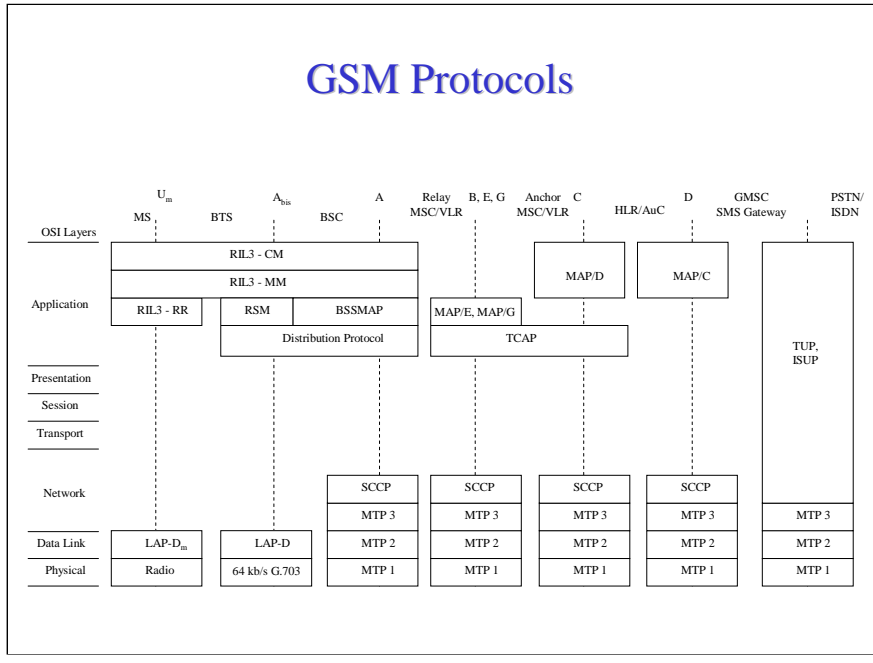 GSM Protocols
U_m A_bis A Relay B, E, G Anchor C D GMSC PSTN/
MS BTS BSC MSC/VLR MSC/VLR HLR/AuC SMS Gateway ISDN
OSI Layers
RIL3 - CM
RIL3 - MM
MAP/D MAP/C
Application
RIL3 - RR RSM BSSMAP MAP/E, MAP/G
Distribution Protocol TCAP
TUP,
ISUP
Presentation
Session
Transport
Network
SCCP SCCP SCCP SCCP
MTP 3 MTP 3 MTP 3 MTP 3 MTP 3
Data Link LAP-D_m LAP-D MTP 2 MTP 2 MTP 2 MTP 2 MTP 2
Physical Radio 64 kb/s G.703 MTP 1 MTP 1 MTP 1 MTP 1 MTP 1